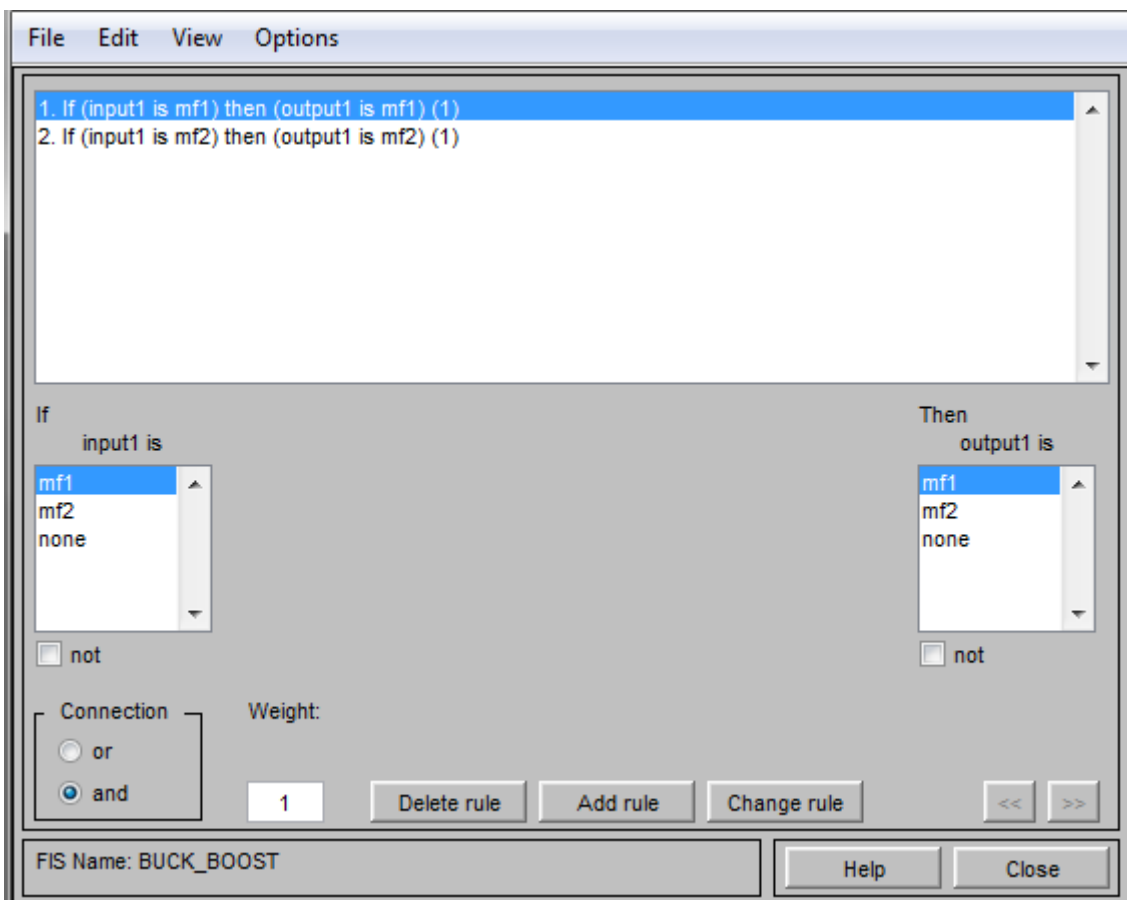 File Edit View Options
1. If (input1 is mf1) then (output1 is mf1) (1)
2. If (input1 is mf2) then (output1 is mf2) (1)
If
input1 is
mf1
mf2
none
not
Then
output1 is
mf1
mf2
none
not
Connection
or
and
Weight:
1
Delete rule Add rule Change rule << >>
FIS Name: BUCK_BOOST
Help Close